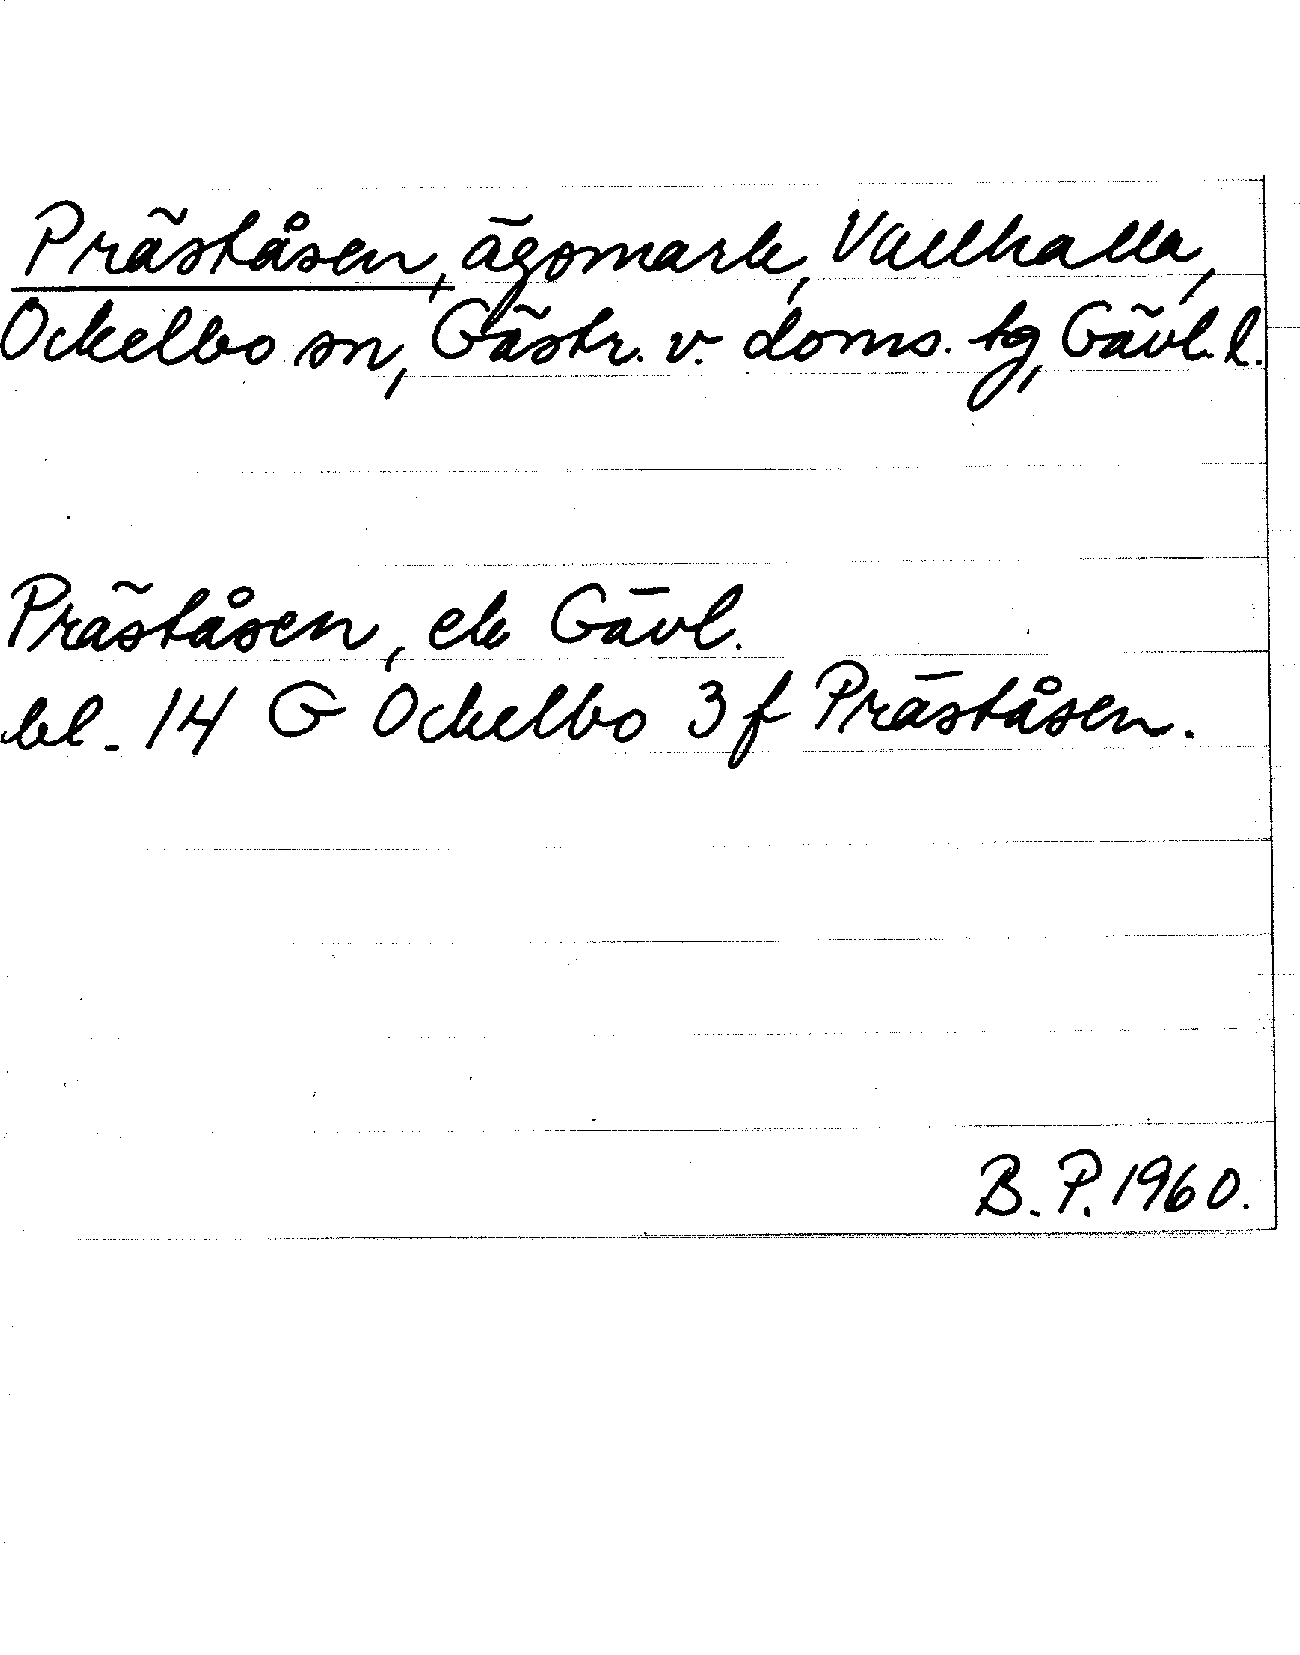 Präståsen, ägomark, Vallhalla,
Ockelbo sn, Gästr. v. doms. tg, Gävl. l.
Präståsen, ek Gävl.
bl. 14 G Ockelbo 3 f Präståsen.
B. P. 1960.